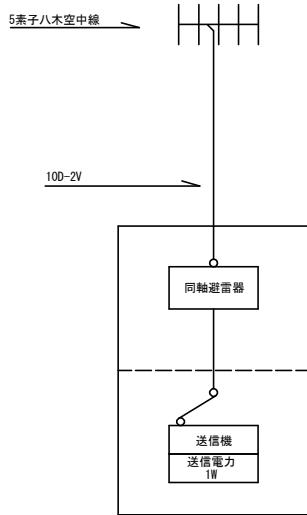 5素子八木空中線
10D-2V
同軸避雷器
送信機
送信電力
1W